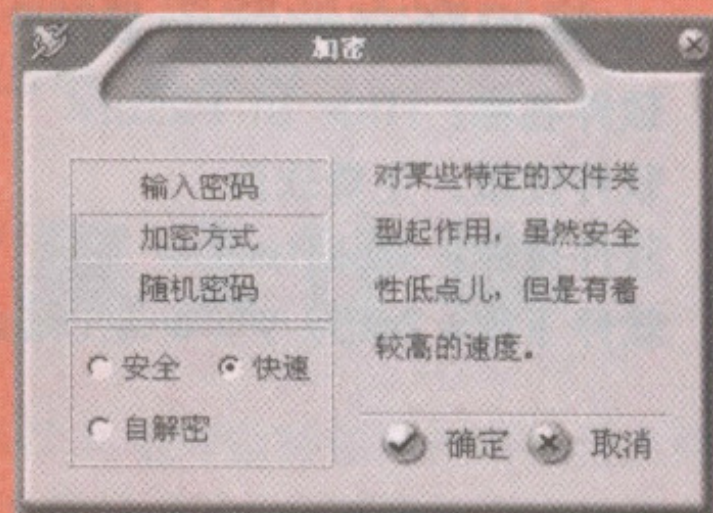 加密
输入密码
加密方式
随机密码
安全 快速
自解密
对某些特定的文件类
型起作用，虽然安全
性低点儿，但是有着
较高的速度。
确定 取消